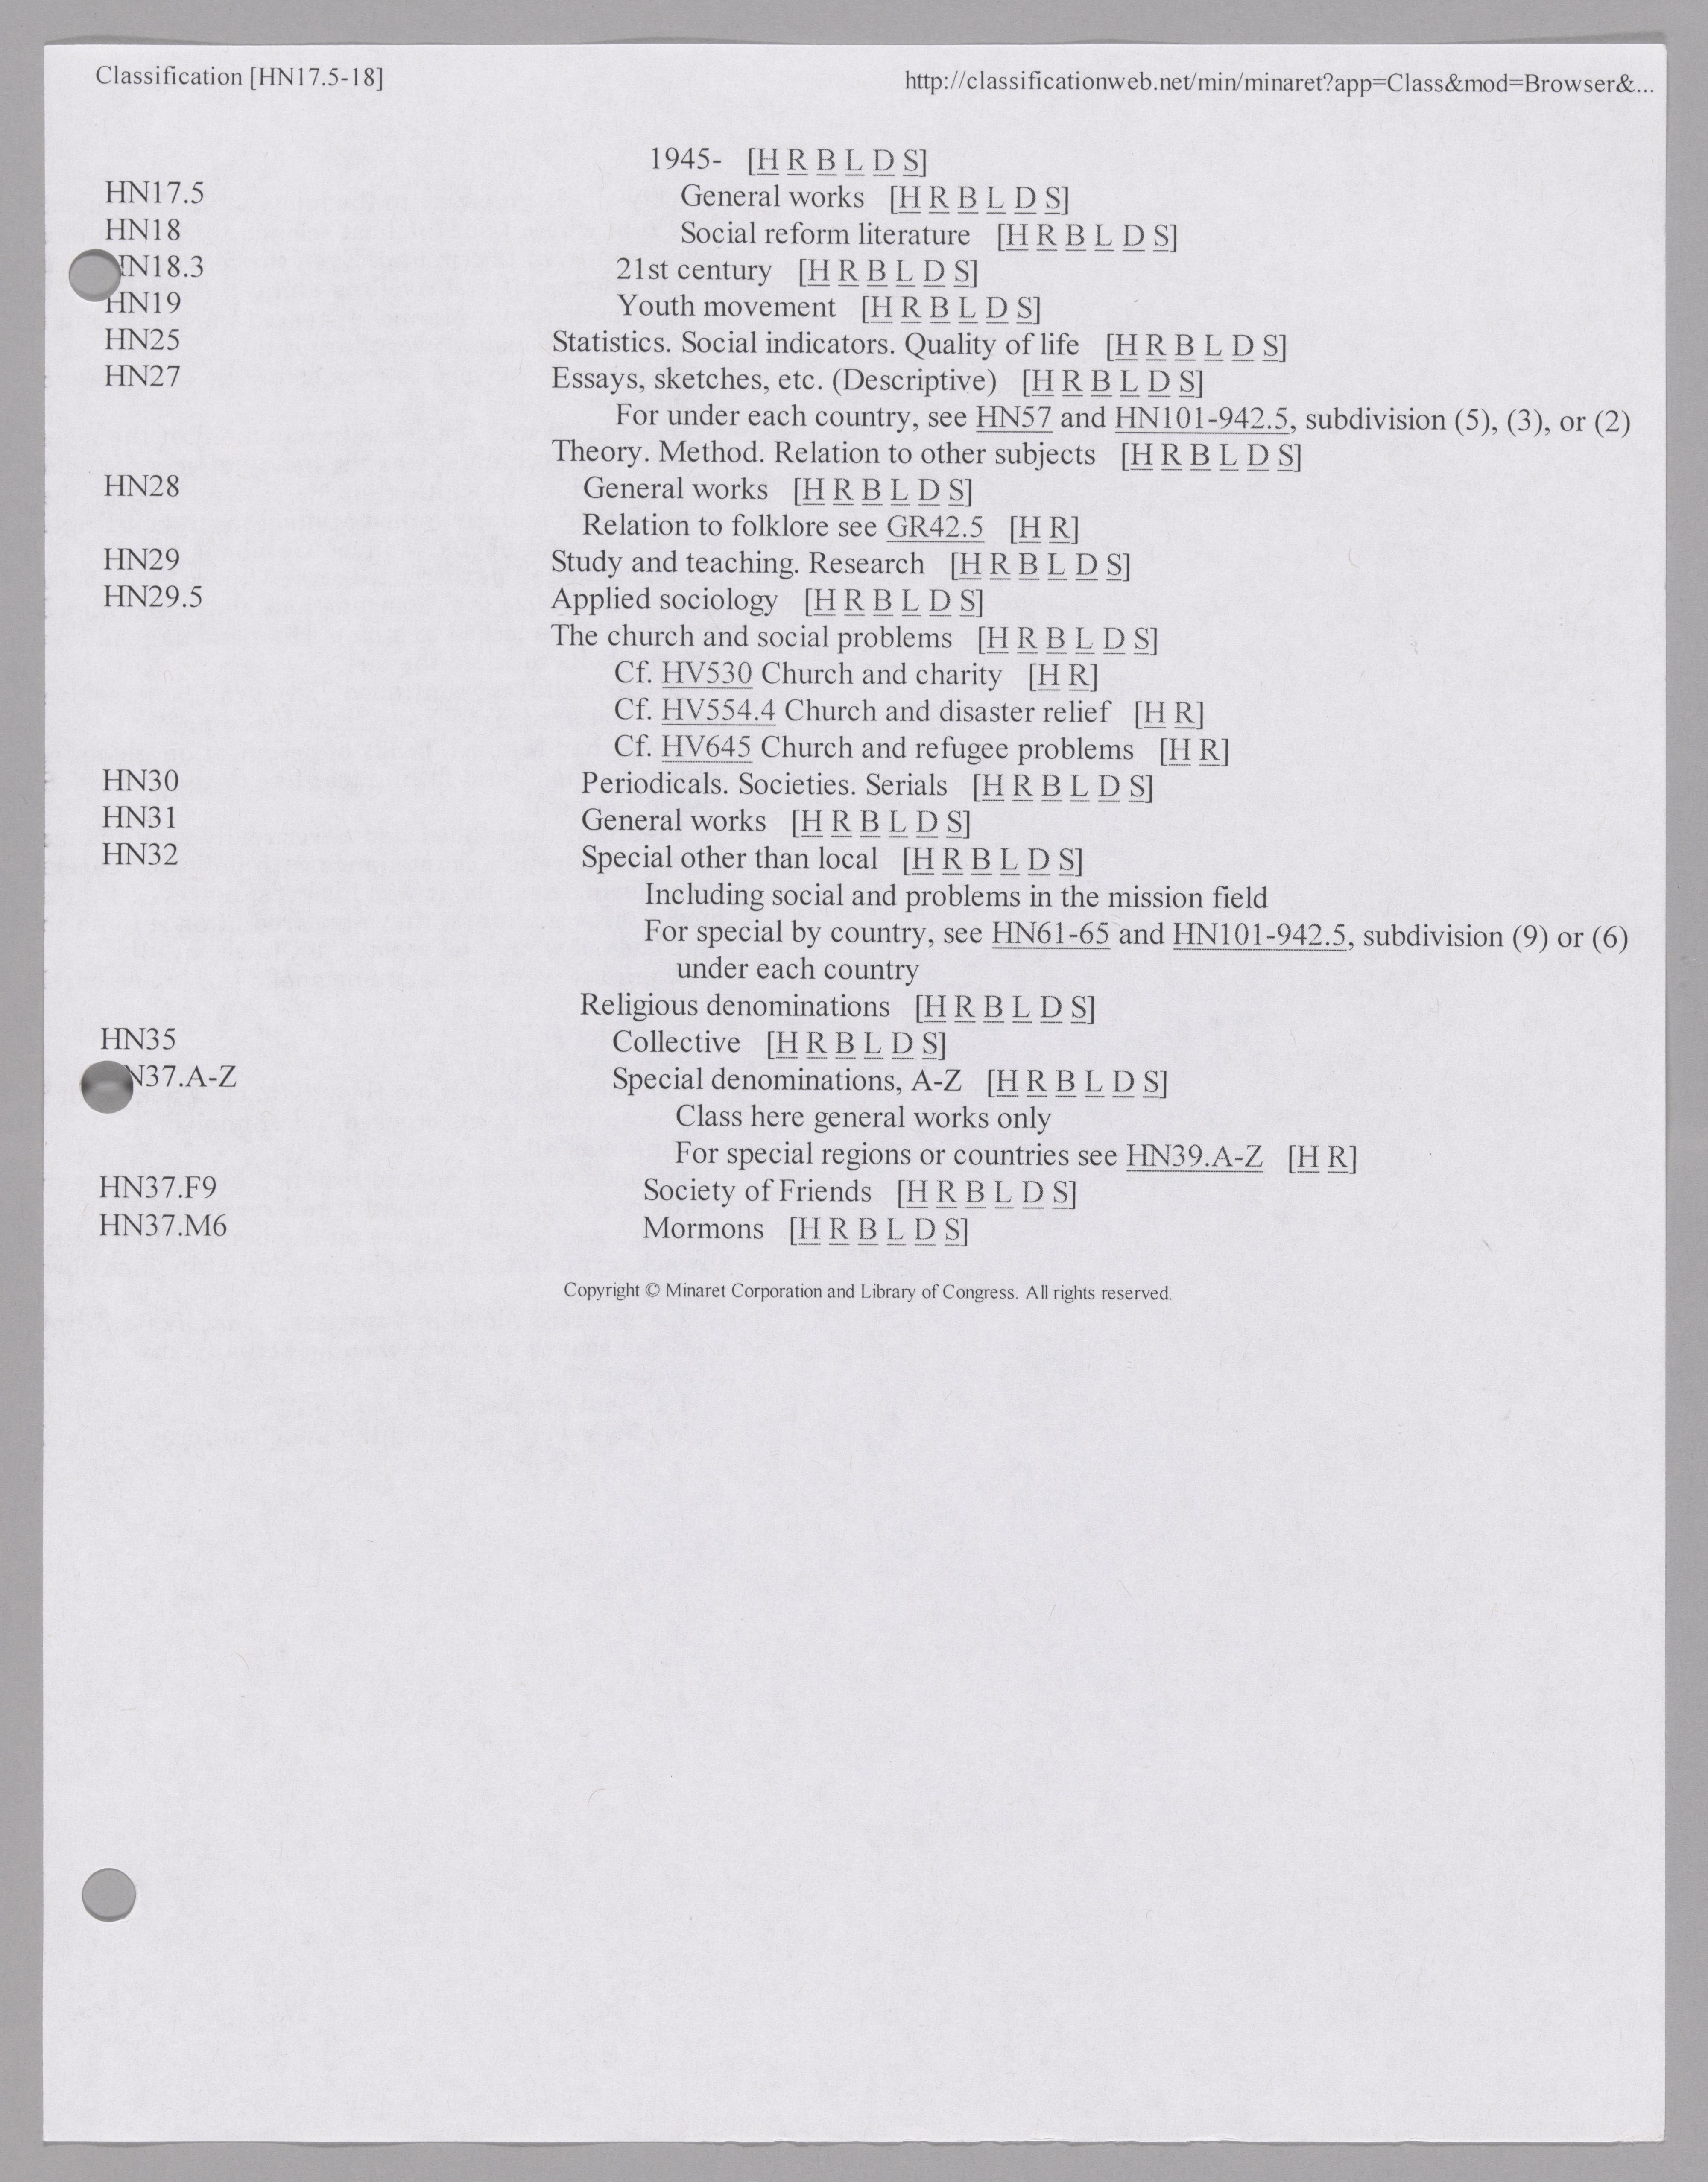 Classification [HN17.5-18] http://classificationweb.net/min/minaret?app=Class&mod=Browser&...
1945- [H R B L D S]
HN17.5 General works [H R B L D S]
HN18 Social reform literature [H R B L D S]
HN18.3 21st century [H R B L D S]
HN19 Youth movement [H R B L D S]
HN25 Statistics. Social indicators. Quality of life [H R B L D S]
HN27 Essays, sketches, etc. (Descriptive) [H R B L D S]
For under each country, see HN57 and HN101-942.5, subdivision (5), (3), or (2)
Theory. Method. Relation to other subjects [H R B L D S]
HN28 General works [H R B L D S]
Relation to folklore see GR42.5 [H R]
HN29 Study and teaching. Research [H R B L D S]
HN29.5 Applied sociology [H R B L D S]
The church and social problems [H R B L D S]
Cf. HV530 Church and charity [H R]
Cf. HV554.4 Church and disaster relief [H R]
Cf. HV645 Church and refugee problems [H R]
HN30 Periodicals. Societies. Serials [H R B L D S]
HN31 General works [H R B L D S]
HN32 Special other than local [H R B L D S]
Including social and problems in the mission field
For special by country, see HN61-65 and HN101-942.5, subdivision (9) or (6)
under each country
Religious denominations [H R B L D S]
HN35 Collective [H R B L D S]
N37.A-Z Special denominations, A-Z [H R B L D S]
Class here general works only
For special regions or countries see HN39.A-Z [H R]
HN37.F9 Society of Friends [H R B L D S]
HN37.M6 Mormons [H R B L D S]
Copyright © Minaret Corporation and Library of Congress. All rights reserved.